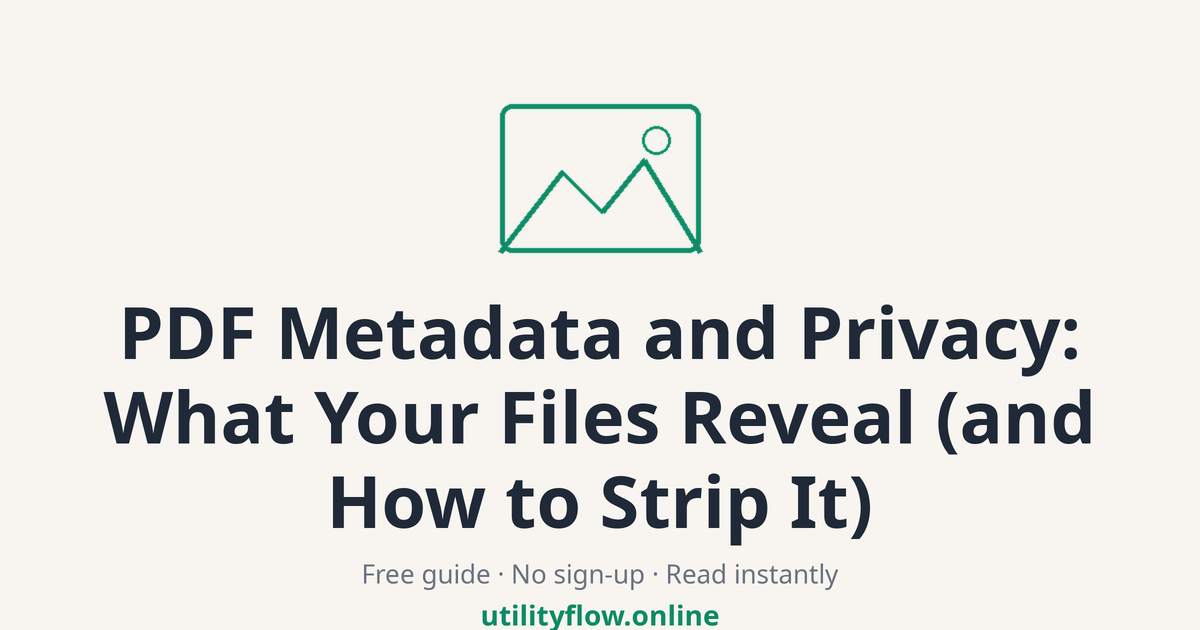 PDF Metadata and Privacy:
What Your Files Reveal (and
How to Strip It)
Free guide · No sign-up · Read instantly
utilityflow.online